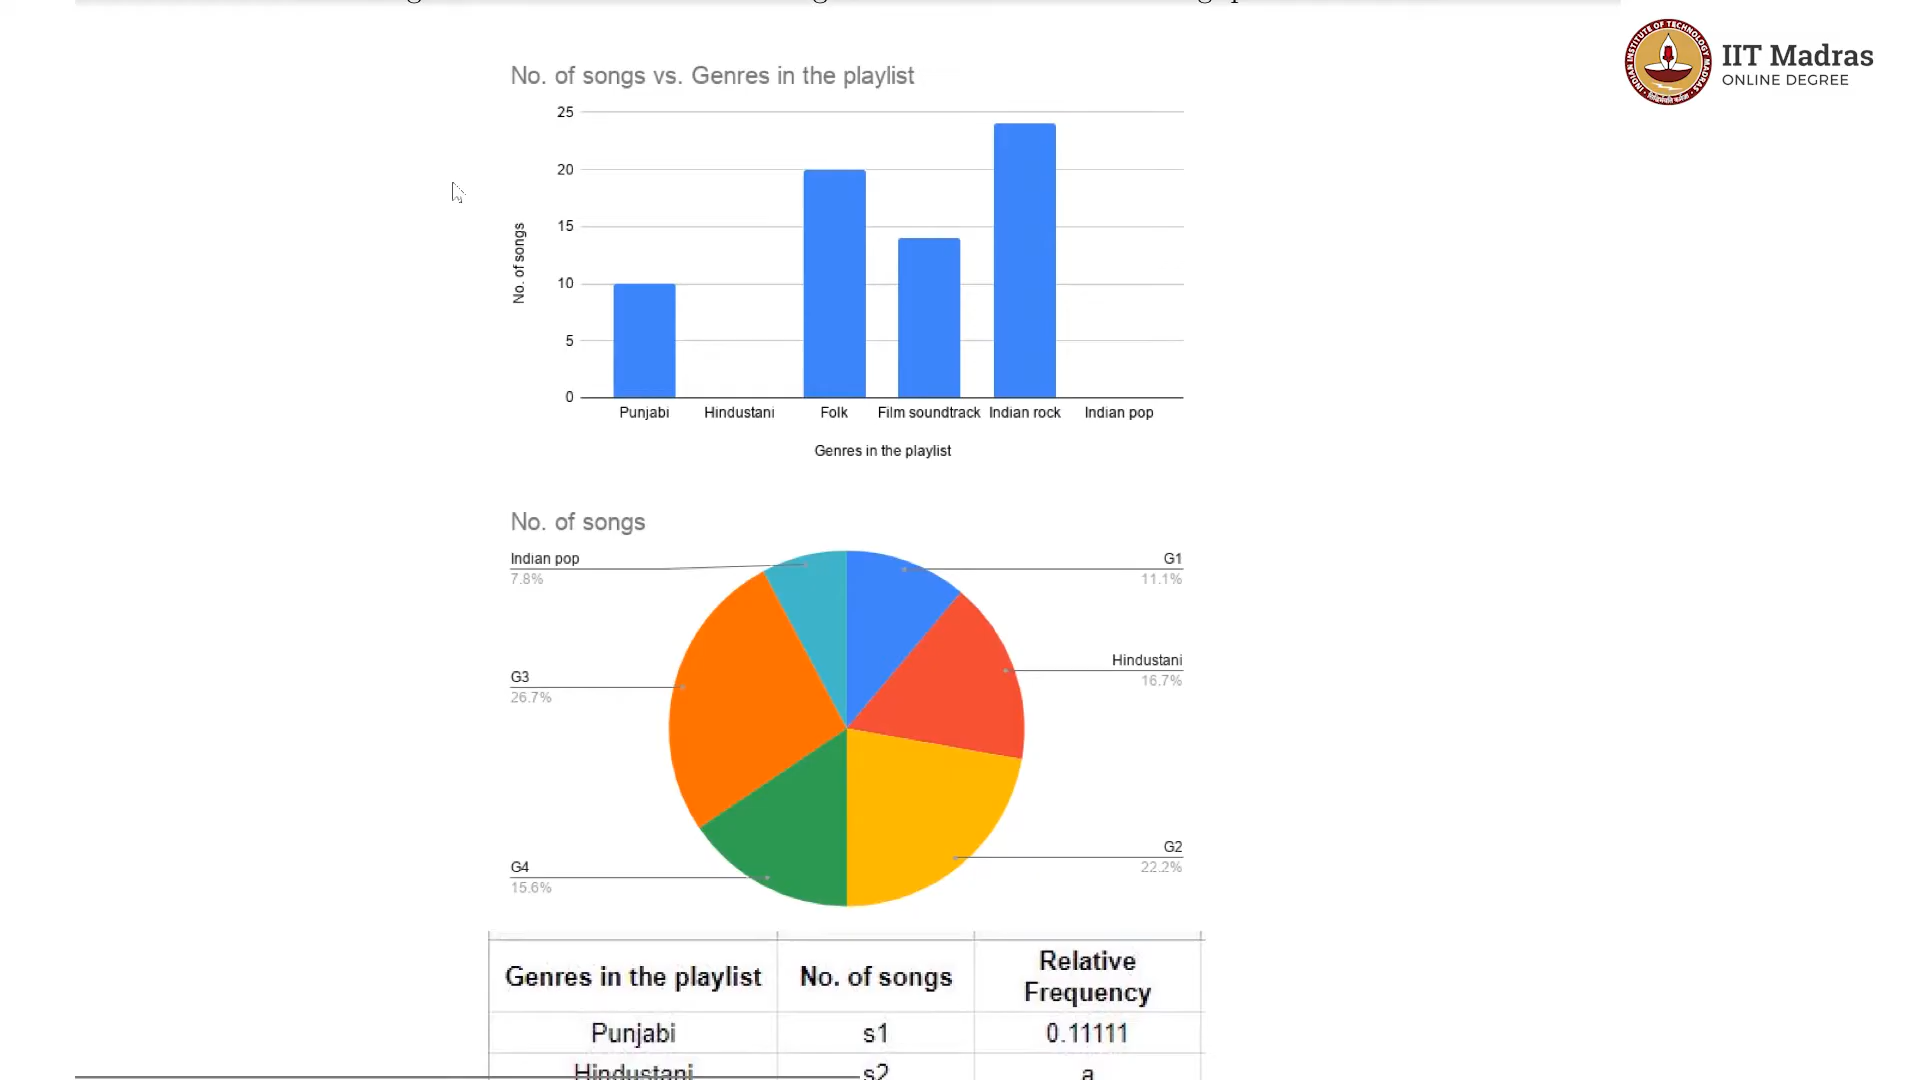 IIT Madras
ONLINE DEGREE
No. of songs vs. Genres in the playlist
25
20
15
10
5
0
No. of songs
Punjabi Hindustani Folk Film soundtrack Indian rock Indian pop
Genres in the playlist
No. of songs
Indian pop
7.8%
G1
11.1%
Hindustani
16.7%
G3
26.7%
G2
22.2%
G4
15.6%
Genres in the playlist No. of songs Relative Frequency
Punjabi s1 0.11111
Hindustani s2 a